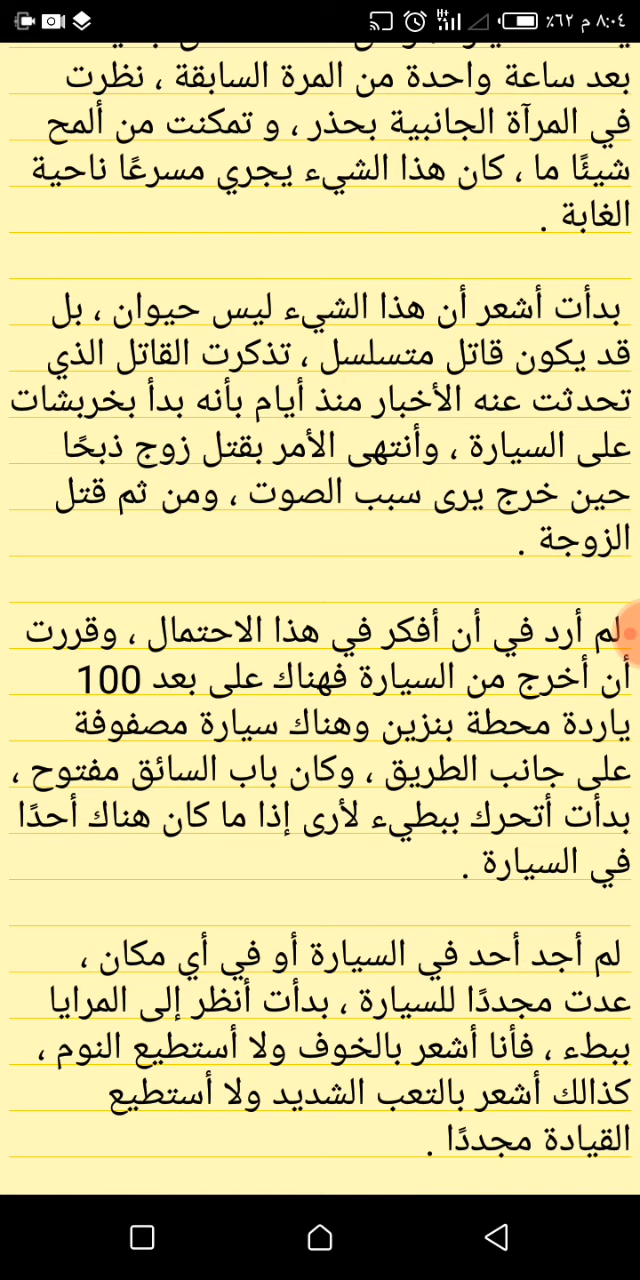 ٨:٠٤ م ٦٢٪
بعد ساعة واحدة من المرة السابقة ، نظرت
في المرآة الجانبية بحذر ، و تمكنت من ألمح
شيئًا ما ، كان هذا الشيء يجري مسرعًا ناحية
الغابة .
بدأت أشعر أن هذا الشيء ليس حيوان ، بل
قد يكون قاتل متسلسل ، تذكرت القاتل الذي
تحدثت عنه الأخبار منذ أيام بأنه بدأ بخربشات
على السيارة ، وأنتهى الأمر بقتل زوج ذبحًا
حين خرج يرى سبب الصوت ، ومن ثم قتل
الزوجة .
لم أرد في أن أفكر في هذا الاحتمال ، وقررت
أن أخرج من السيارة فهناك على بعد 100
ياردة محطة بنزين وهناك سيارة مصفوفة
على جانب الطريق ، وكان باب السائق مفتوح ،
بدأت أتحرك ببطيء لأرى إذا ما كان هناك أحدًا
في السيارة .
لم أجد أحد في السيارة أو في أي مكان ،
عدت مجددًا للسيارة ، بدأت أنظر إلى المرايا
ببطء ، فأنا أشعر بالخوف ولا أستطيع النوم ،
كذالك أشعر بالتعب الشديد ولا أستطيع
القيادة مجددًا .